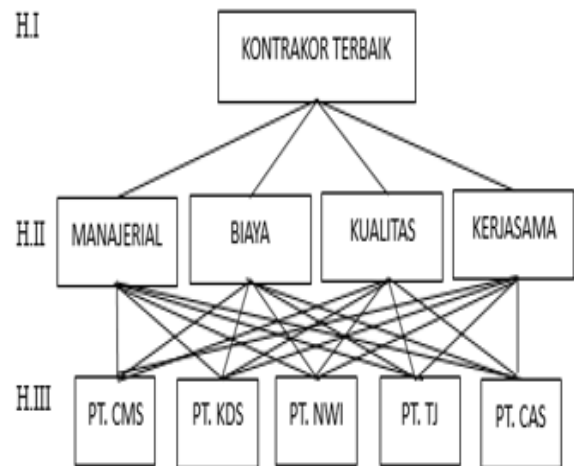 H.I
KONTRAKOR TERBAIK
H.II
MANAJERIAL
BIAYA
KUALITAS
KERJASAMA
H.III
PT. CMS
PT. KDS
PT. NWI
PT. TJ
PT. CAS